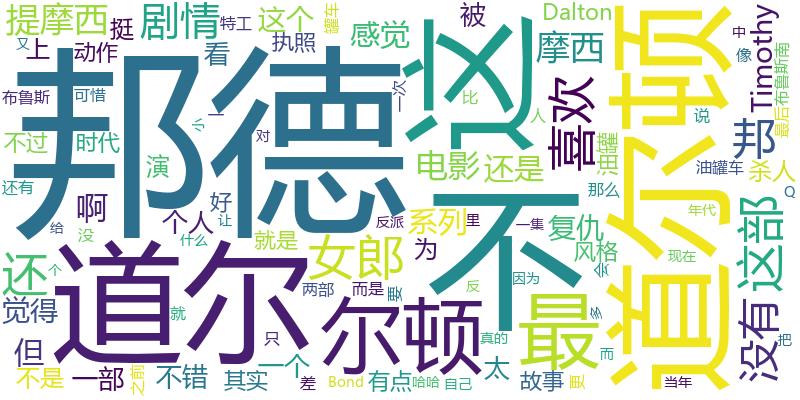 邦德
道尔顿
道尔
尔顿
不
这
最
提摩西
剧情
这个
被
Dalton
Timothy
挺
特工
罐车
又
上
动作
看
执照
感觉
摩西
喜欢
布鲁斯
可惜
一
一次
比
人
油罐
说
中
像
最后
布鲁斯南
邦
不过
时代
演
小
对
电影
还是
那么
油罐车
杀人
Q
还有
啊
给
没
个人
好
让
反派
系列
里
一集
复仇
风格
年代
这部
还
个
什么
就是
女郎
为
因为
会
现在
觉得
就
两部
而是
要
反
多
没有
但
只
真的
而
把
不是
一部
之前
不错
其实
一个
差
Bond
有点
哈哈
自己
太
故事
更
当年